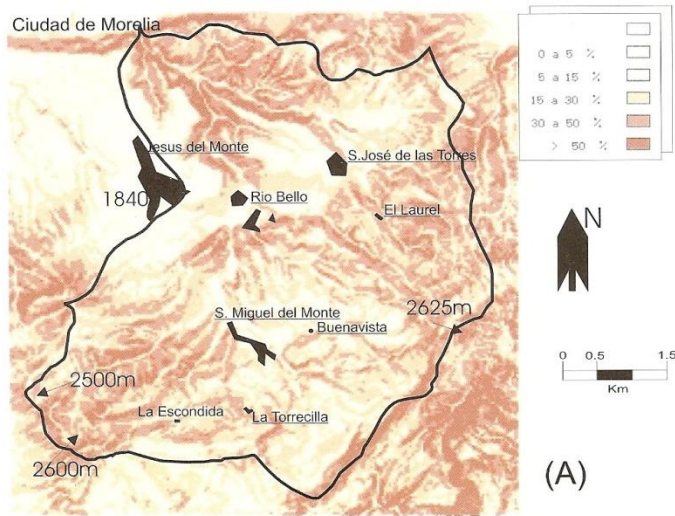 Ciudad de Morelia
0 a 5 %
5 a 15 %
15 a 30 %
30 a 50 %
> 50 %
Jesus del Monte
S.José de las Torres
1840
Rio Bello
El Laurel
N
S. Miguel del Monte
2625m
Buenavista
0 0.5 1.5
Km
2500m
La Escondida
La Torrecilla
2600m
(A)